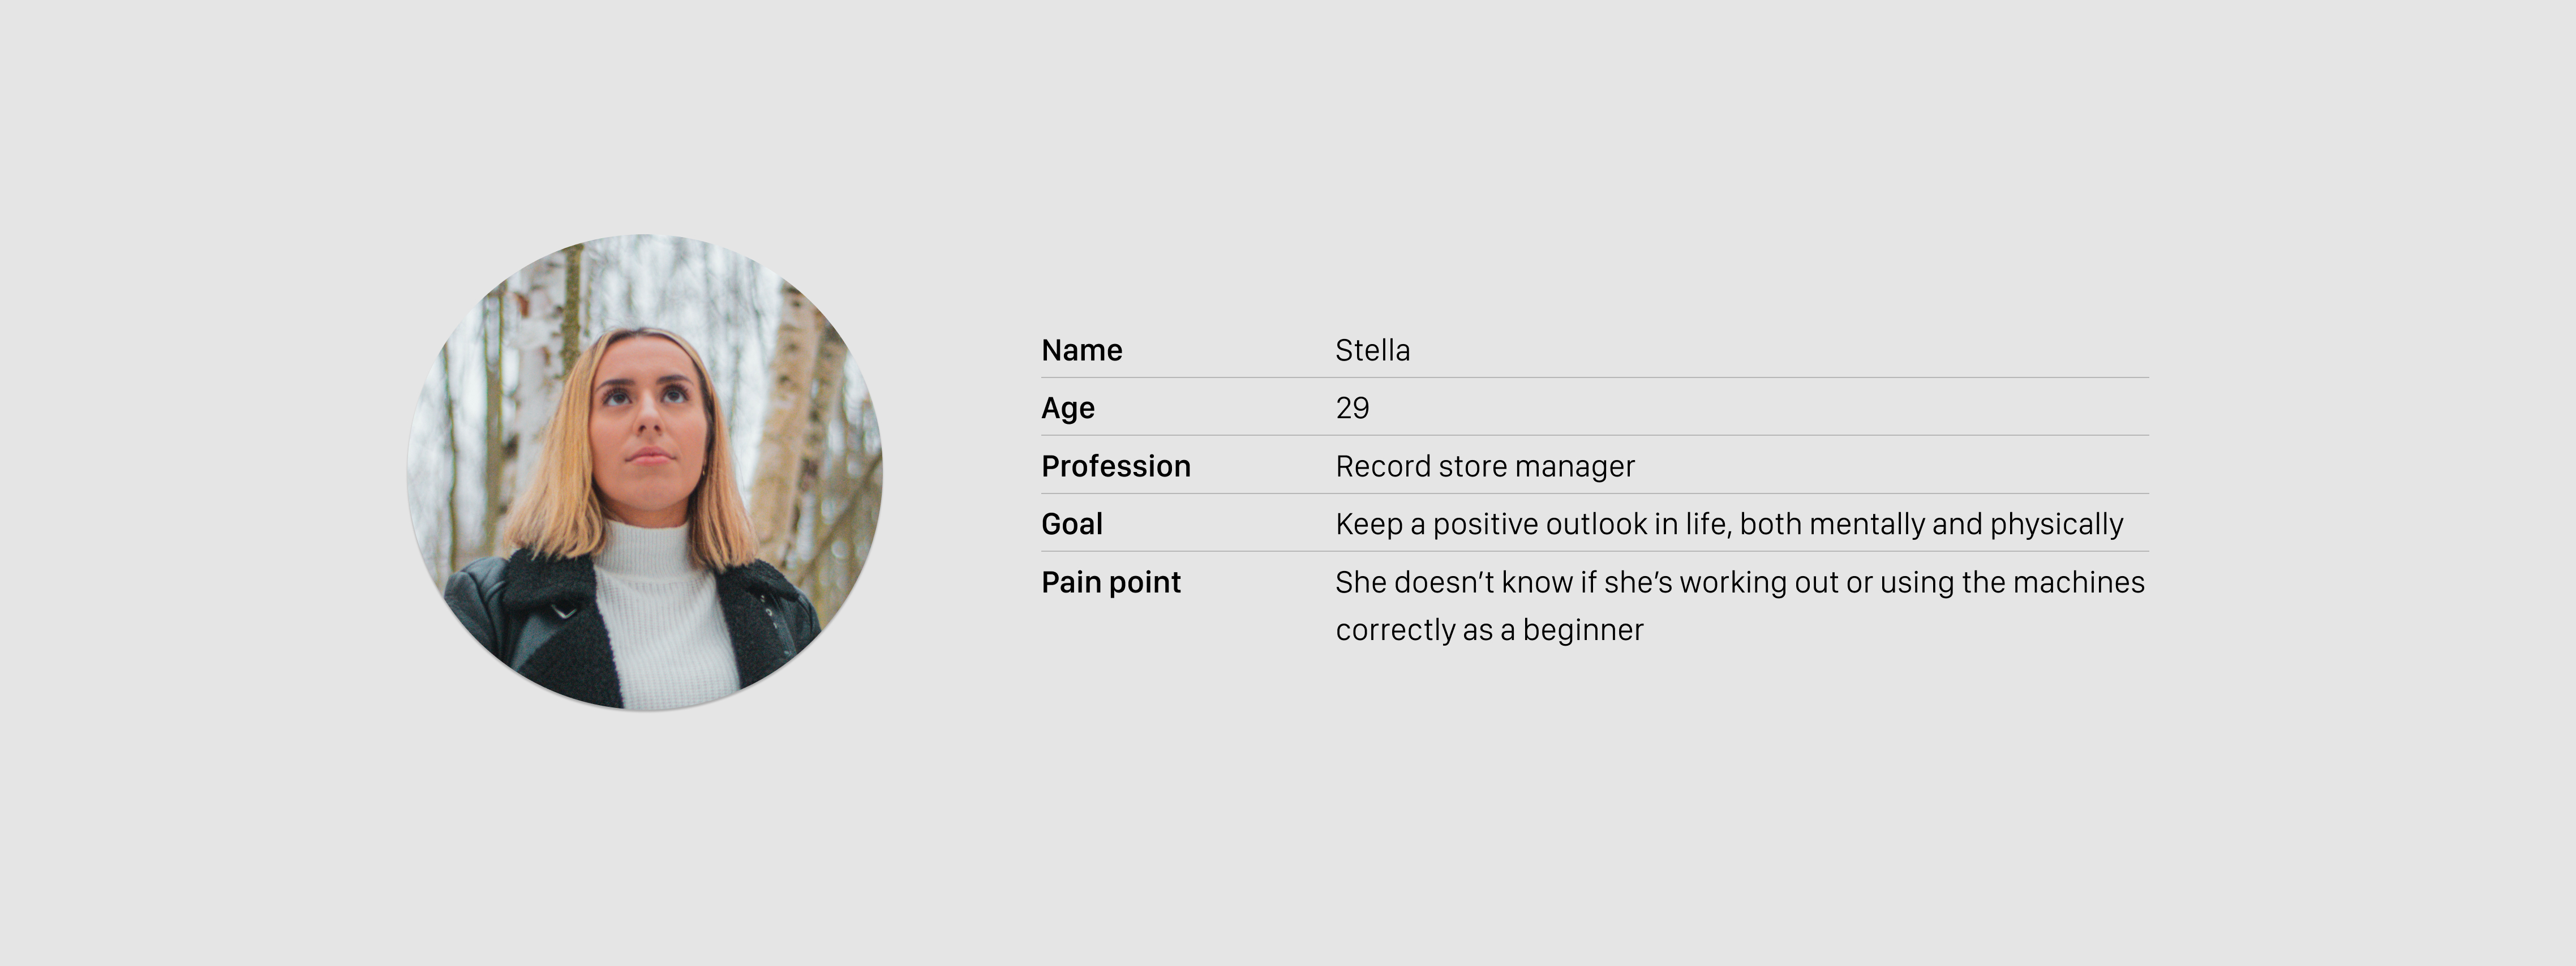 Name Stella
Age 29
Profession Record store manager
Goal Keep a positive outlook in life, both mentally and physically
Pain point She doesn’t know if she’s working out or using the machines
correctly as a beginner